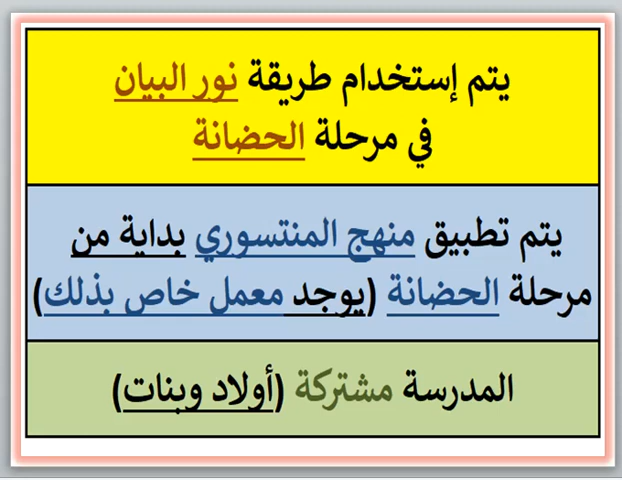 يتم إستخدام طريقة نور البيان
في مرحلة الحضانة
يتم تطبيق منهج المنتسوري بداية من
مرحلة الحضانة (يوجد معمل خاص بذلك)
المدرسة مشتركة (أولاد وبنات)